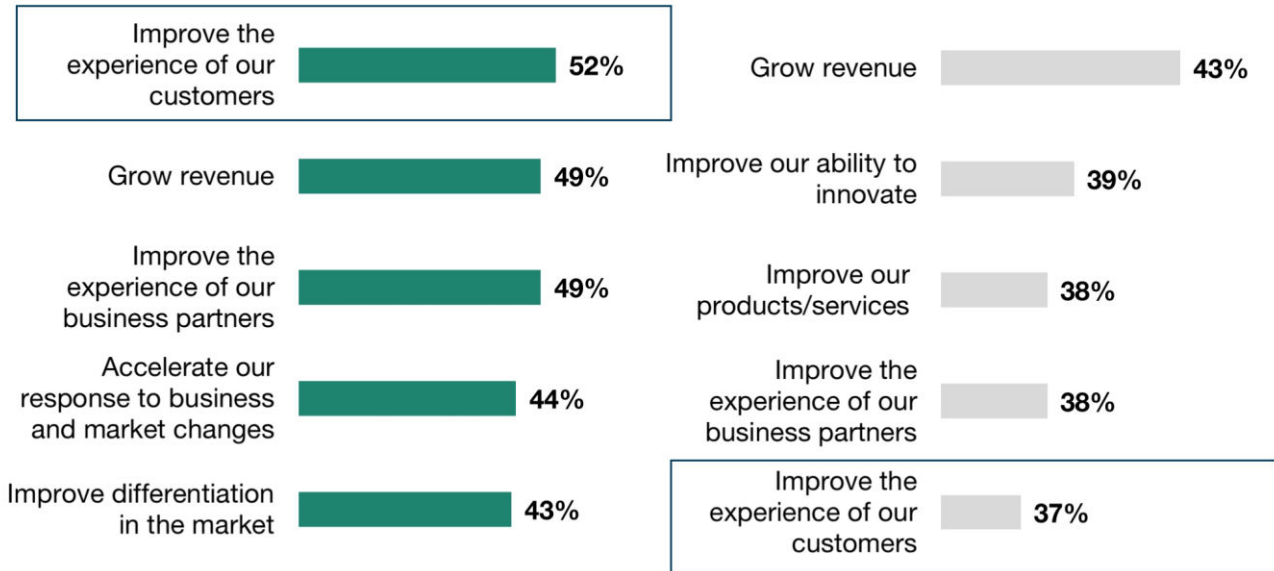 Improve the
experience of our
customers
52%
Grow revenue
49%
Improve the
experience of our
business partners
49%
Accelerate our
response to business
and market changes
44%
Improve differentiation
in the market
43%
Grow revenue
43%
Improve our ability to
innovate
39%
Improve our
products/services
38%
Improve the
experience of our
business partners
38%
Improve the
experience of our
customers
37%